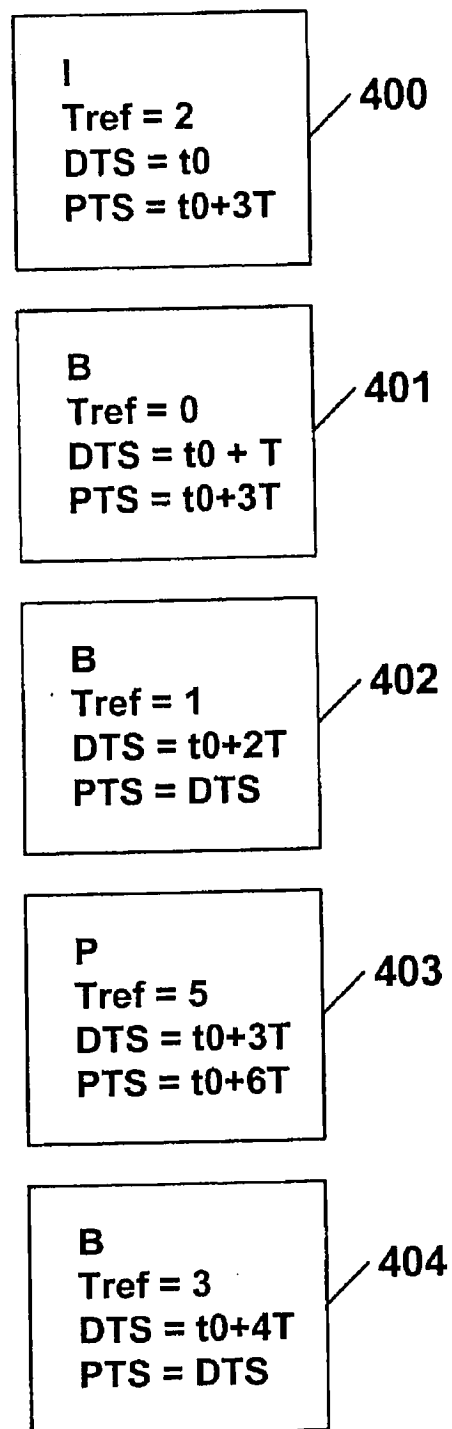 I
Tref = 2
DTS = t0
PTS = t0+3T
400
B
Tref = 0
DTS = t0 + T
PTS = t0+3T
401
B
Tref = 1
DTS = t0+2T
PTS = DTS
402
P
Tref = 5
DTS = t0+3T
PTS = t0+6T
403
B
Tref = 3
DTS = t0+4T
PTS = DTS
404